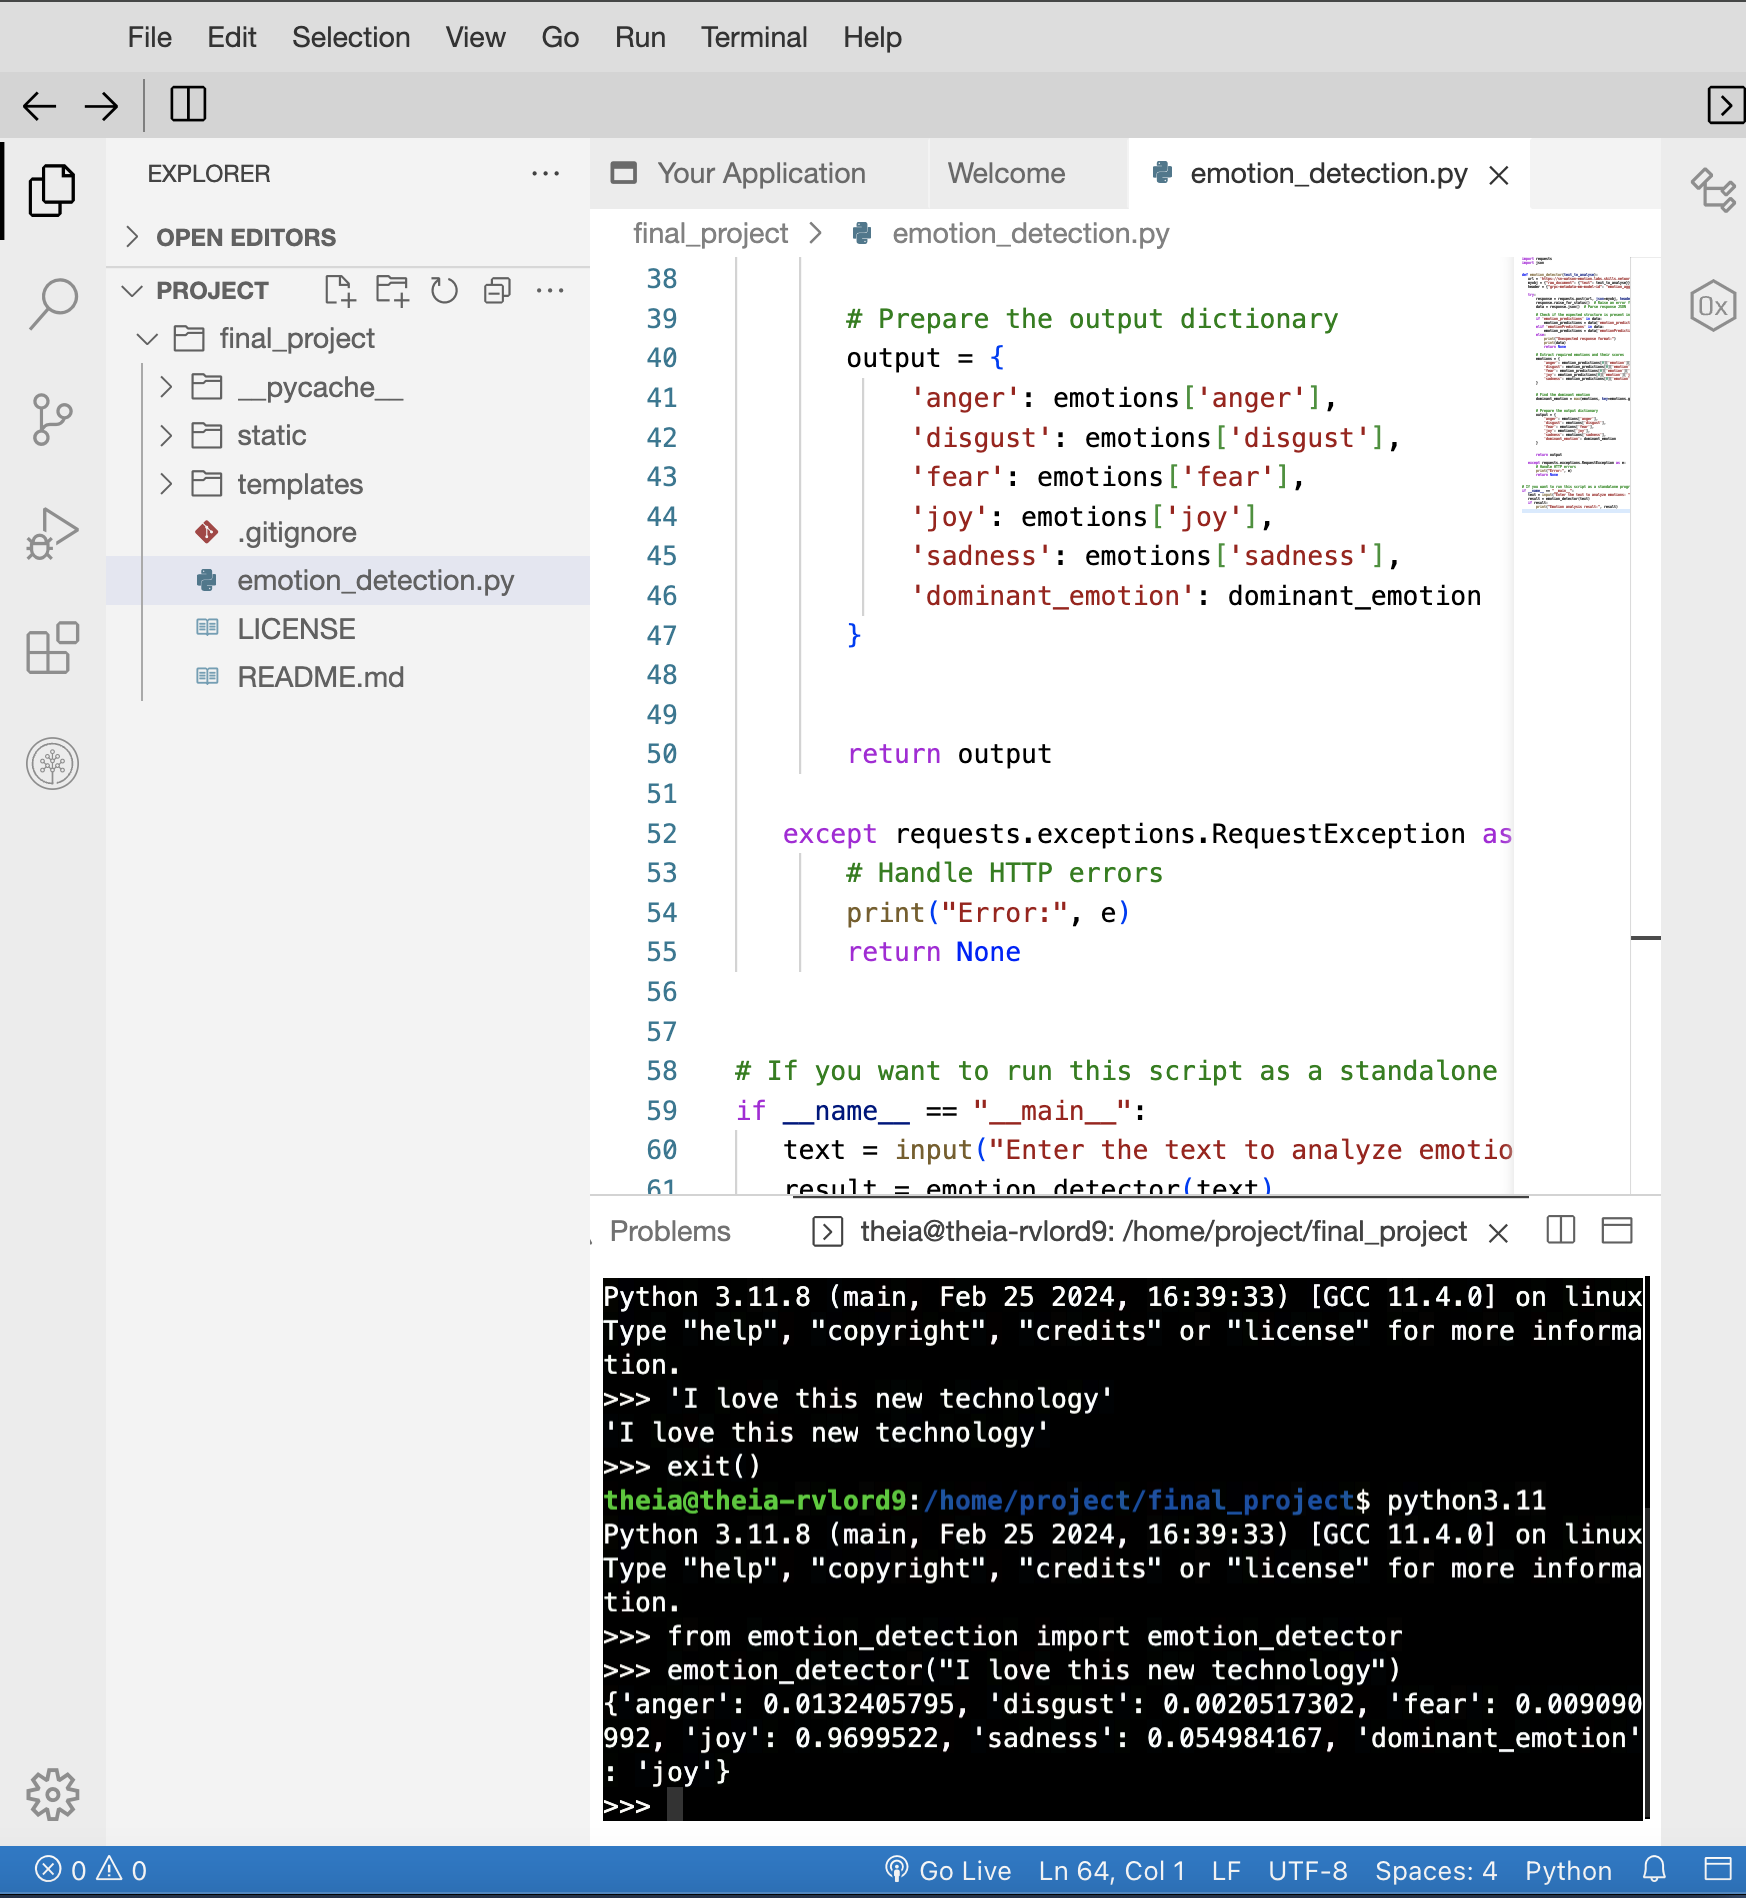 File Edit Selection View Go Run Terminal Help
EXPLORER
OPEN EDITORS
PROJECT
final_project
__pycache__
static
templates
.gitignore
emotion_detection.py
LICENSE
README.md
Your Application Welcome emotion_detection.py
final_project > emotion_detection.py
38
39 # Prepare the output dictionary
40 output = {
41 'anger': emotions['anger'],
42 'disgust': emotions['disgust'],
43 'fear': emotions['fear'],
44 'joy': emotions['joy'],
45 'sadness': emotions['sadness'],
46 'dominant_emotion': dominant_emotion
47 }
48
49
50 return output
51
52 except requests.exceptions.RequestException as
53 # Handle HTTP errors
54 print("Error:", e)
55 return None
56
57
58 # If you want to run this script as a standalone
59 if __name__ == "__main__":
60 text = input("Enter the text to analyze emotio
61 result = emotion_detector(text)
Problems theia@theia-rvlord9: /home/project/final_project
Python 3.11.8 (main, Feb 25 2024, 16:39:33) [GCC 11.4.0] on linux
Type "help", "copyright", "credits" or "license" for more informa
tion.
>>> 'I love this new technology'
'I love this new technology'
>>> exit()
theia@theia-rvlord9:/home/project/final_project$ python3.11
Python 3.11.8 (main, Feb 25 2024, 16:39:33) [GCC 11.4.0] on linux
Type "help", "copyright", "credits" or "license" for more informa
tion.
>>> from emotion_detection import emotion_detector
>>> emotion_detector("I love this new technology")
{'anger': 0.0132405795, 'disgust': 0.0020517302, 'fear': 0.009090
992, 'joy': 0.9699522, 'sadness': 0.054984167, 'dominant_emotion'
: 'joy'}
>>>
0 0 Go Live Ln 64, Col 1 LF UTF-8 Spaces: 4 Python
0x